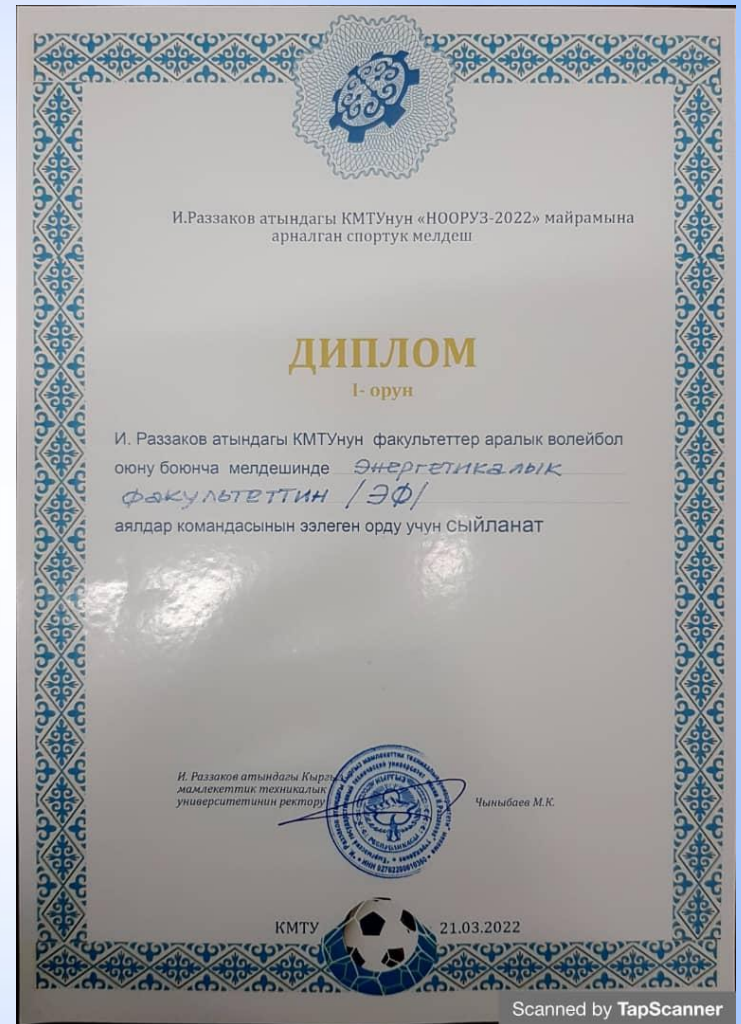 И.Раззаков атындагы КМТУнун «НООРУЗ-2022» майрамына
арналган спортук мелдеш
ДИПЛОМ
I- орун
И. Раззаков атындагы КМТУнун факультеттер аралык волейбол
оюну боюнча мелдешинде Энергетикалык
факультеттин /ЭФ/
аялдар командасынын ээлеген орду учун сыйланат
И. Раззаков атындагы Кыргыз
мамлекеттик техникалык
университетинин ректору
Чыныбаев М.К.
КМТУ
21.03.2022
Scanned by TapScanner